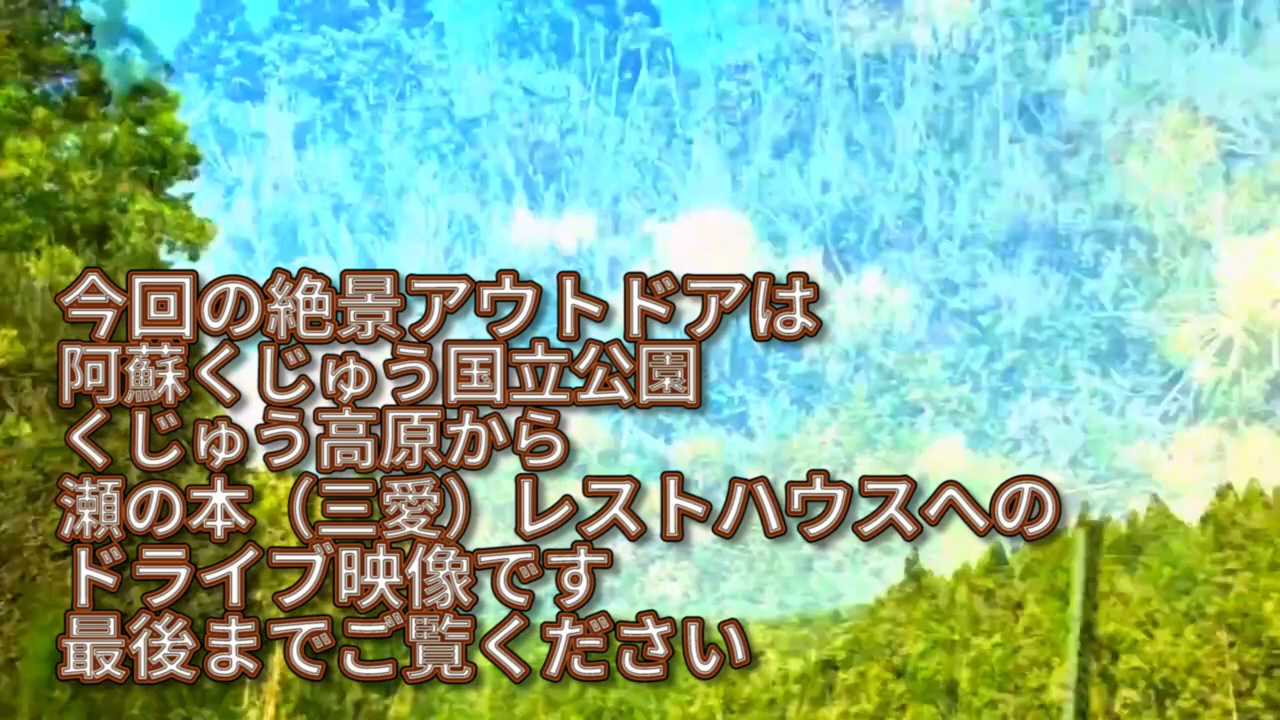 今回の絶景アウトドアは
阿蘇くじゅう国立公園
くじゅう高原から
瀬の本（三愛）レストハウスへの
ドライブ映像です
最後までご覧ください